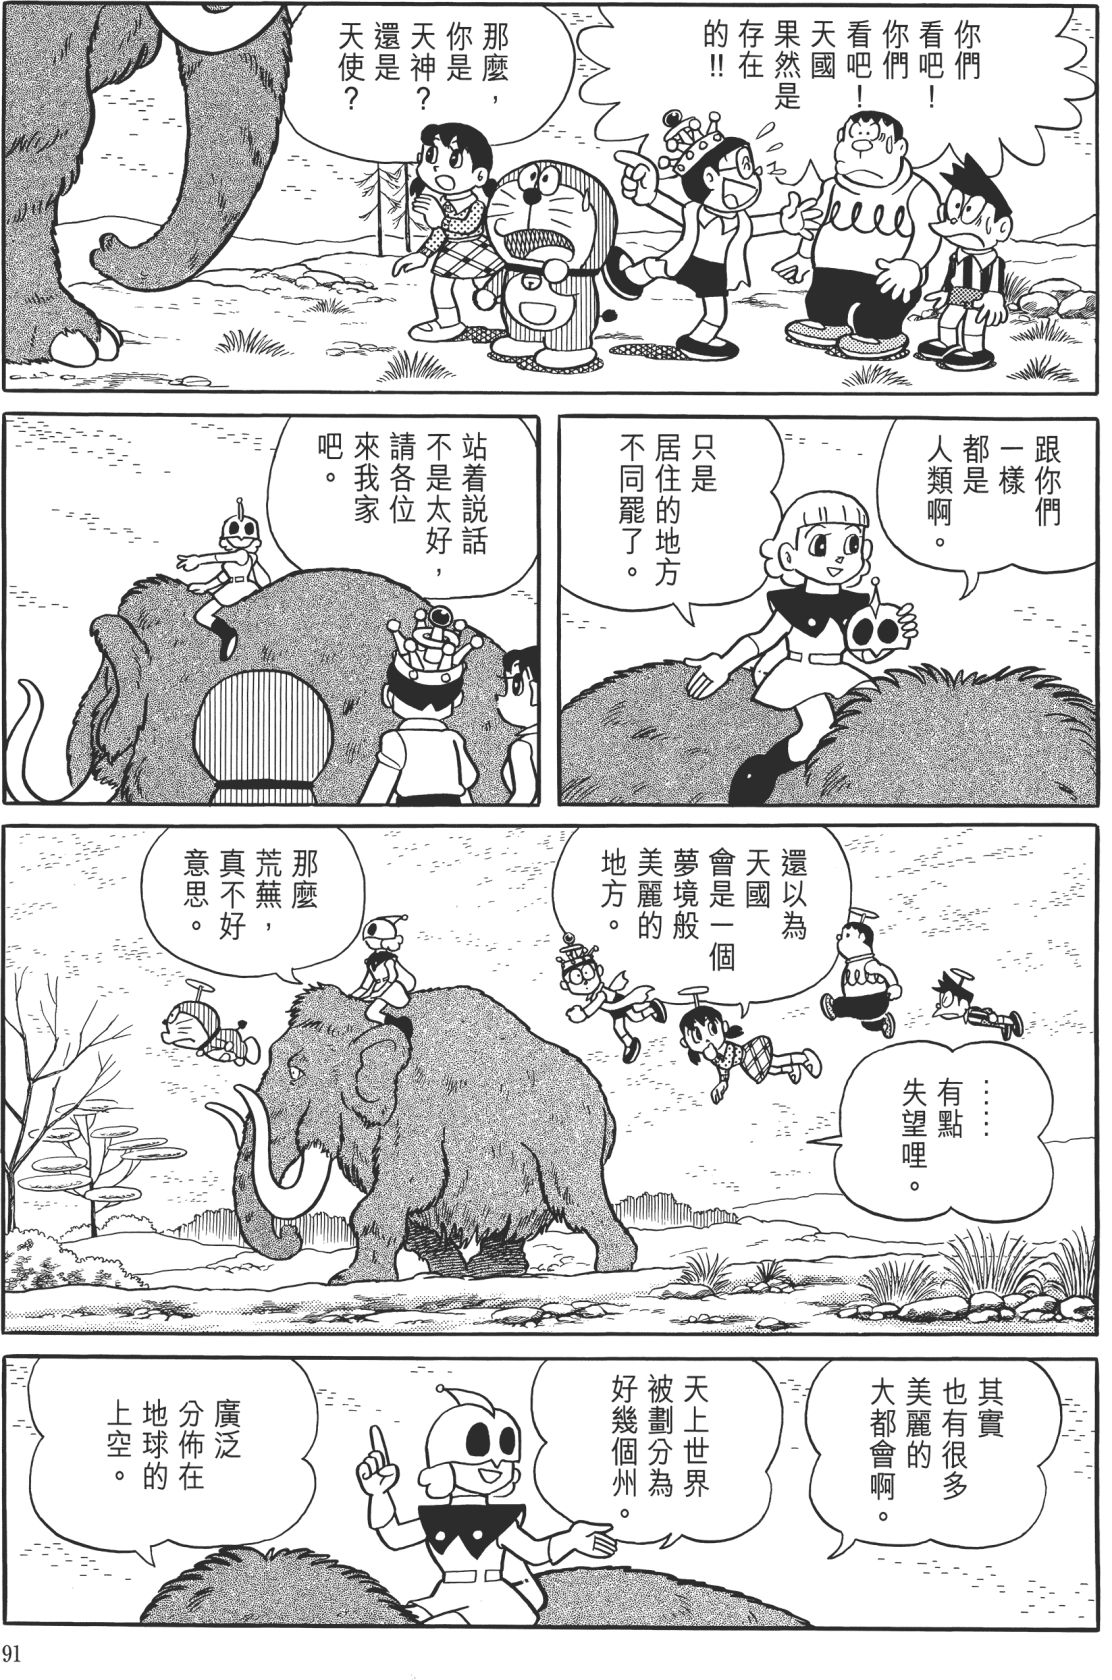 你們
看吧！
你們
看吧！
天國
果然是
存在
的!!
那麼，
你是
天神？
還是
天使？
跟你們
一樣
都是
人類啊。
只是
居住的地方
不同罷了。
站着説話
不是太好，
請各位
來我家
吧。
還以為
天國
會是一個
夢境般
美麗的
地方。
……
有點
失望哩。
那麼
荒蕪，
真不好
意思。
其實
也有很多
美麗的
大都會啊。
天上世界
被劃分為
好幾個州。
廣泛
分佈在
地球的
上空。
91